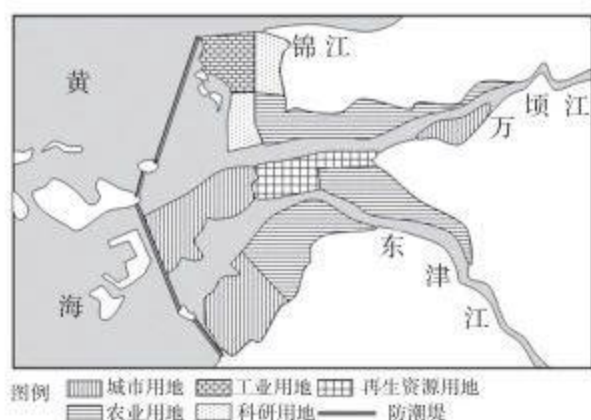 锦江
黄
顷江
万
东
津
海
江
图例 城市用地 工业用地 再生资源用地
农业用地 科研用地 防潮堤